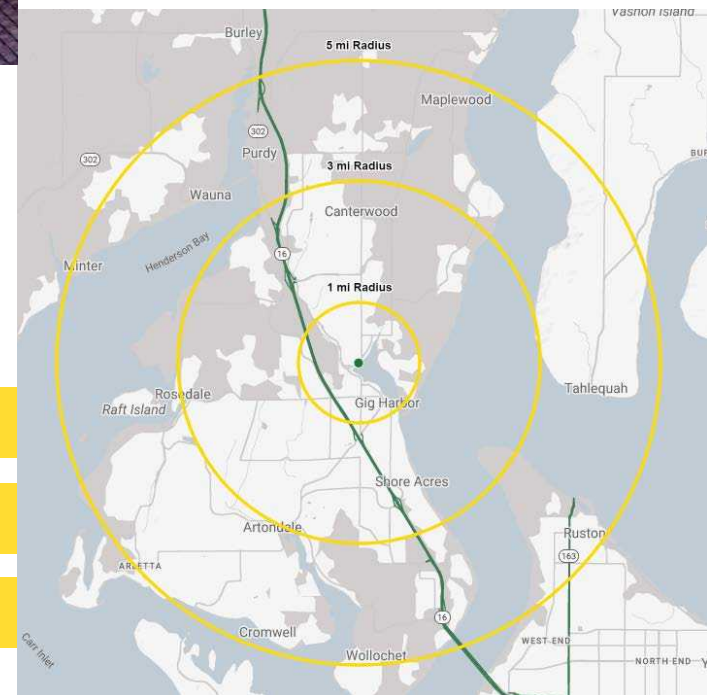 Vashon Island
Burley
5 mi Radius
Maplewood
302
302
Purdy
3 mi Radius
Wauna
Canterwood
Henderson Bay
16
Minter
1 mi Radius
Rosedale
Raft Island
Gig Harbor
Tahlequah
Shore Acres
Artondale
Ruston
163
ARLETTA
16
Cromwell
Carr Inlet
Wollochet
WEST END
NORTH END